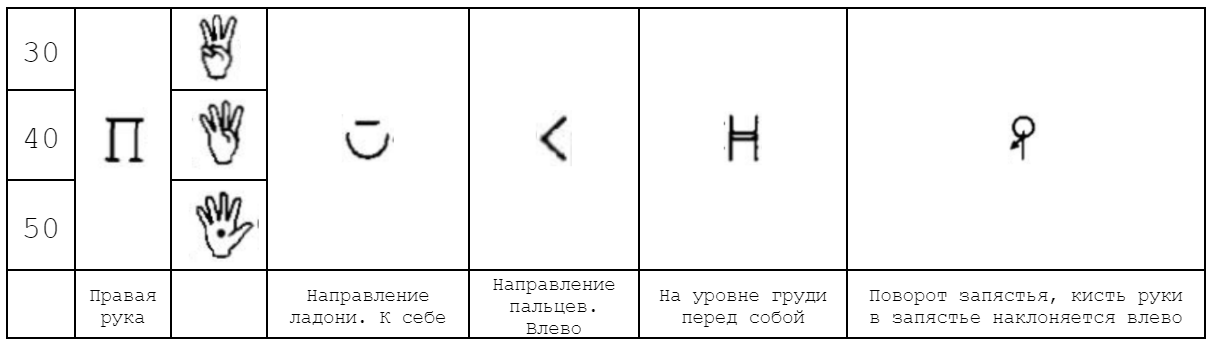 30
40
50
П
Правая
рука
Направление
ладони. К себе
Направление
пальцев.
Влево
На уровне груди
перед собой
Поворот запястья, кисть руки
в запястье наклоняется влево